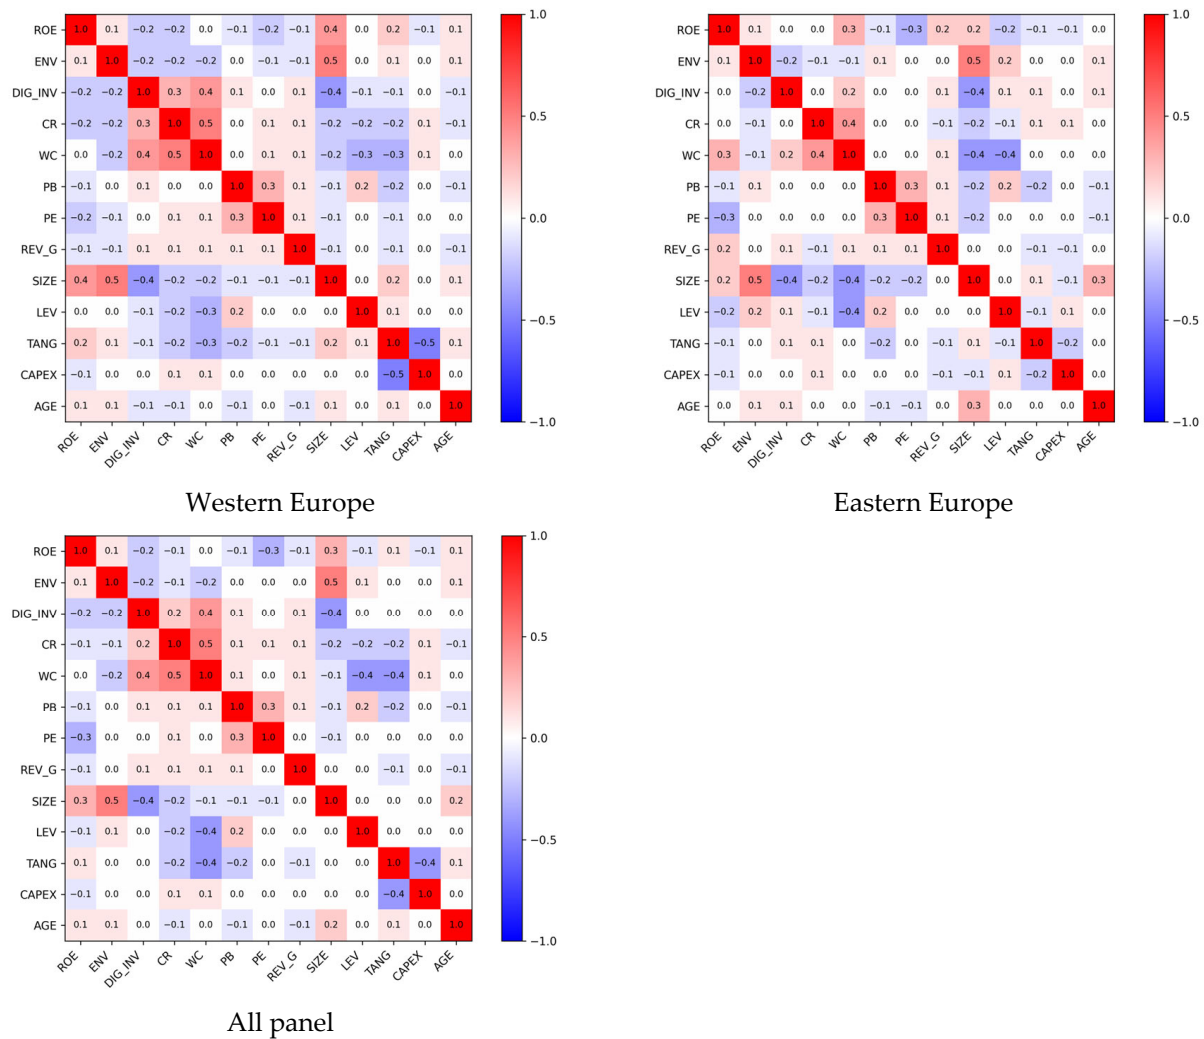 ROE 1.0 0.1 −0.2 −0.2 0.0 −0.1 −0.2 −0.1 0.4 0.0 0.2 −0.1 0.1
ENV 0.1 1.0 −0.2 −0.2 −0.2 0.0 −0.1 −0.1 0.5 0.0 0.1 0.0 0.1
DIG_INV −0.2 −0.2 1.0 0.3 0.4 0.1 0.0 0.1 −0.4 −0.1 −0.1 0.0 −0.1
CR −0.2 −0.2 0.3 1.0 0.5 0.0 0.1 0.1 −0.2 −0.2 −0.2 0.1 −0.1
WC 0.0 −0.2 0.4 0.5 1.0 0.0 0.1 0.1 −0.2 −0.3 −0.3 0.1 0.0
PB −0.1 0.0 0.1 0.0 0.0 1.0 0.3 0.1 −0.1 0.2 −0.2 0.0 −0.1
PE −0.2 −0.1 0.0 0.1 0.1 0.3 1.0 0.1 −0.1 0.0 −0.1 0.0 0.0
REV_G −0.1 −0.1 0.1 0.1 0.1 0.1 0.1 1.0 −0.1 0.0 −0.1 0.0 −0.1
SIZE 0.4 0.5 −0.4 −0.2 −0.2 −0.1 −0.1 −0.1 1.0 0.0 0.2 0.0 0.1
LEV 0.0 0.0 −0.1 −0.2 −0.3 0.2 0.0 0.0 0.0 1.0 0.1 0.0 0.0
TANG 0.2 0.1 −0.1 −0.2 −0.3 −0.2 −0.1 −0.1 0.2 0.1 1.0 −0.5 0.1
CAPEX −0.1 0.0 0.0 0.1 0.1 0.0 0.0 0.0 0.0 0.0 −0.5 1.0 0.0
AGE 0.1 0.1 −0.1 −0.1 0.0 −0.1 0.0 −0.1 0.1 0.0 0.1 0.0 1.0
ROE ENV DIG_INV CR WC PB PE REV_G SIZE LEV TANG CAPEX AGE
1.0
0.5
0.0
−0.5
−1.0
Western Europe
ROE 1.0 0.1 0.0 0.0 0.3 −0.1 −0.3 0.2 0.2 −0.2 −0.1 −0.1 0.0
ENV 0.1 1.0 −0.2 −0.1 −0.1 0.1 0.0 0.0 0.5 0.2 0.0 0.0 0.1
DIG_INV 0.0 −0.2 1.0 0.0 0.2 0.0 0.0 0.1 −0.4 0.1 0.1 0.0 0.1
CR 0.0 −0.1 0.0 1.0 0.4 0.0 0.0 −0.1 −0.2 −0.1 0.1 0.1 0.0
WC 0.3 −0.1 0.2 0.4 1.0 0.0 0.0 0.1 −0.4 −0.4 0.0 0.0 0.0
PB −0.1 0.1 0.0 0.0 0.0 1.0 0.3 0.1 −0.2 0.2 −0.2 0.0 −0.1
PE −0.3 0.0 0.0 0.0 0.0 0.3 1.0 0.1 −0.2 0.0 0.0 0.0 −0.1
REV_G 0.2 0.0 0.1 −0.1 0.1 0.1 0.1 1.0 0.0 0.0 −0.1 −0.1 0.0
SIZE 0.2 0.5 −0.4 −0.2 −0.4 −0.2 −0.2 0.0 1.0 0.0 0.1 −0.1 0.3
LEV −0.2 0.2 0.1 −0.1 −0.4 0.2 0.0 0.0 0.0 1.0 −0.1 0.1 0.0
TANG −0.1 0.0 0.1 0.1 0.0 −0.2 0.0 −0.1 0.1 −0.1 1.0 −0.2 0.0
CAPEX −0.1 0.0 0.0 0.1 0.0 0.0 0.0 −0.1 −0.1 0.1 −0.2 1.0 0.0
AGE 0.0 0.1 0.1 0.0 0.0 −0.1 −0.1 0.0 0.3 0.0 0.0 0.0 1.0
ROE ENV DIG_INV CR WC PB PE REV_G SIZE LEV TANG CAPEX AGE
1.0
0.5
0.0
−0.5
−1.0
Eastern Europe
ROE 1.0 0.1 −0.2 −0.1 0.0 −0.1 −0.3 −0.1 0.3 −0.1 0.1 −0.1 0.1
ENV 0.1 1.0 −0.2 −0.1 −0.2 0.0 0.0 0.0 0.5 0.1 0.0 0.0 0.1
DIG_INV −0.2 −0.2 1.0 0.2 0.4 0.1 0.0 0.1 −0.4 0.0 0.0 0.0 0.0
CR −0.1 −0.1 0.2 1.0 0.5 0.1 0.1 0.1 −0.2 −0.2 −0.2 0.1 −0.1
WC 0.0 −0.2 0.4 0.5 1.0 0.1 0.0 0.1 −0.1 −0.4 −0.4 0.1 0.0
PB −0.1 0.0 0.1 0.1 0.1 1.0 0.3 0.1 −0.1 0.2 −0.2 0.0 −0.1
PE −0.3 0.0 0.0 0.1 0.0 0.3 1.0 0.0 −0.1 0.0 0.0 0.0 0.0
REV_G −0.1 0.0 0.1 0.1 0.1 0.1 0.0 1.0 0.0 0.0 −0.1 0.0 −0.1
SIZE 0.3 0.5 −0.4 −0.2 −0.1 −0.1 −0.1 0.0 1.0 0.0 0.0 0.0 0.2
LEV −0.1 0.1 0.0 −0.2 −0.4 0.2 0.0 0.0 0.0 1.0 0.0 0.0 0.0
TANG 0.1 0.0 0.0 −0.2 −0.4 −0.2 0.0 −0.1 0.0 0.0 1.0 −0.4 0.1
CAPEX −0.1 0.0 0.0 0.1 0.1 0.0 0.0 0.0 0.0 0.0 −0.4 1.0 0.0
AGE 0.1 0.1 0.0 −0.1 0.0 −0.1 0.0 −0.1 0.2 0.0 0.1 0.0 1.0
ROE ENV DIG_INV CR WC PB PE REV_G SIZE LEV TANG CAPEX AGE
1.0
0.5
0.0
−0.5
−1.0
All panel